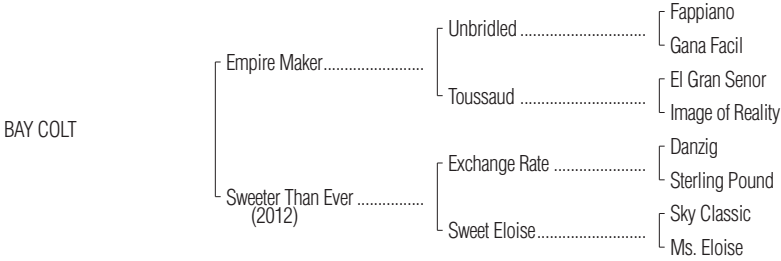 Fappiano
Unbridled ..............................
Gana Facil
Empire Maker........................
El Gran Senor
Toussaud ..............................
Image of Reality
BAY COLT
Danzig
Exchange Rate ......................
Sterling Pound
Sweeter Than Ever ................
(2012)
Sky Classic
Sweet Eloise..........................
Ms. Eloise